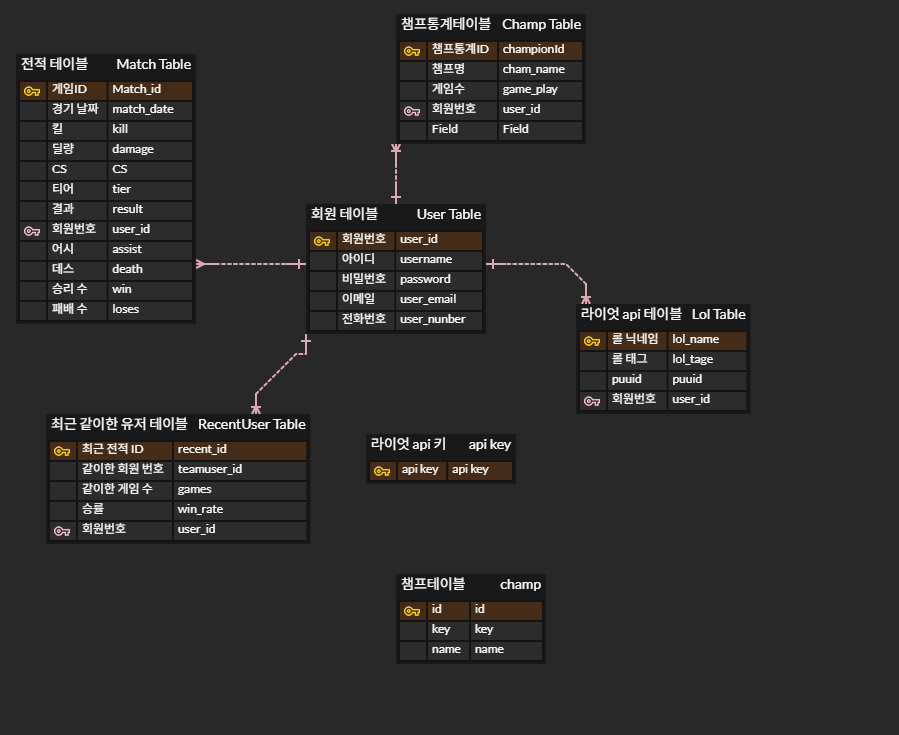 챔프통계테이블 Champ Table
챔프통계ID championId
챔프명 cham_name
게임수 game_play
회원번호 user_id
Field Field
전적 테이블 Match Table
게임ID Match_id
경기 날짜 match_date
킬 kill
딜량 damage
CS CS
티어 tier
결과 result
회원번호 user_id
어시 assist
데스 death
승리 수 win
패배 수 loses
회원 테이블 User Table
회원번호 user_id
아이디 username
비밀번호 password
이메일 user_email
전화번호 user_nunber
라이엇 api 테이블 Lol Table
롤 닉네임 lol_name
롤 태그 lol_tage
puuid puuid
회원번호 user_id
최근 같이한 유저 테이블 RecentUser Table
최근 전적 ID recent_id
같이한 회원 번호 teamuser_id
같이한 게임 수 games
승률 win_rate
회원번호 user_id
라이엇 api 키 api key
api key api key
챔프테이블 champ
id id
key key
name name